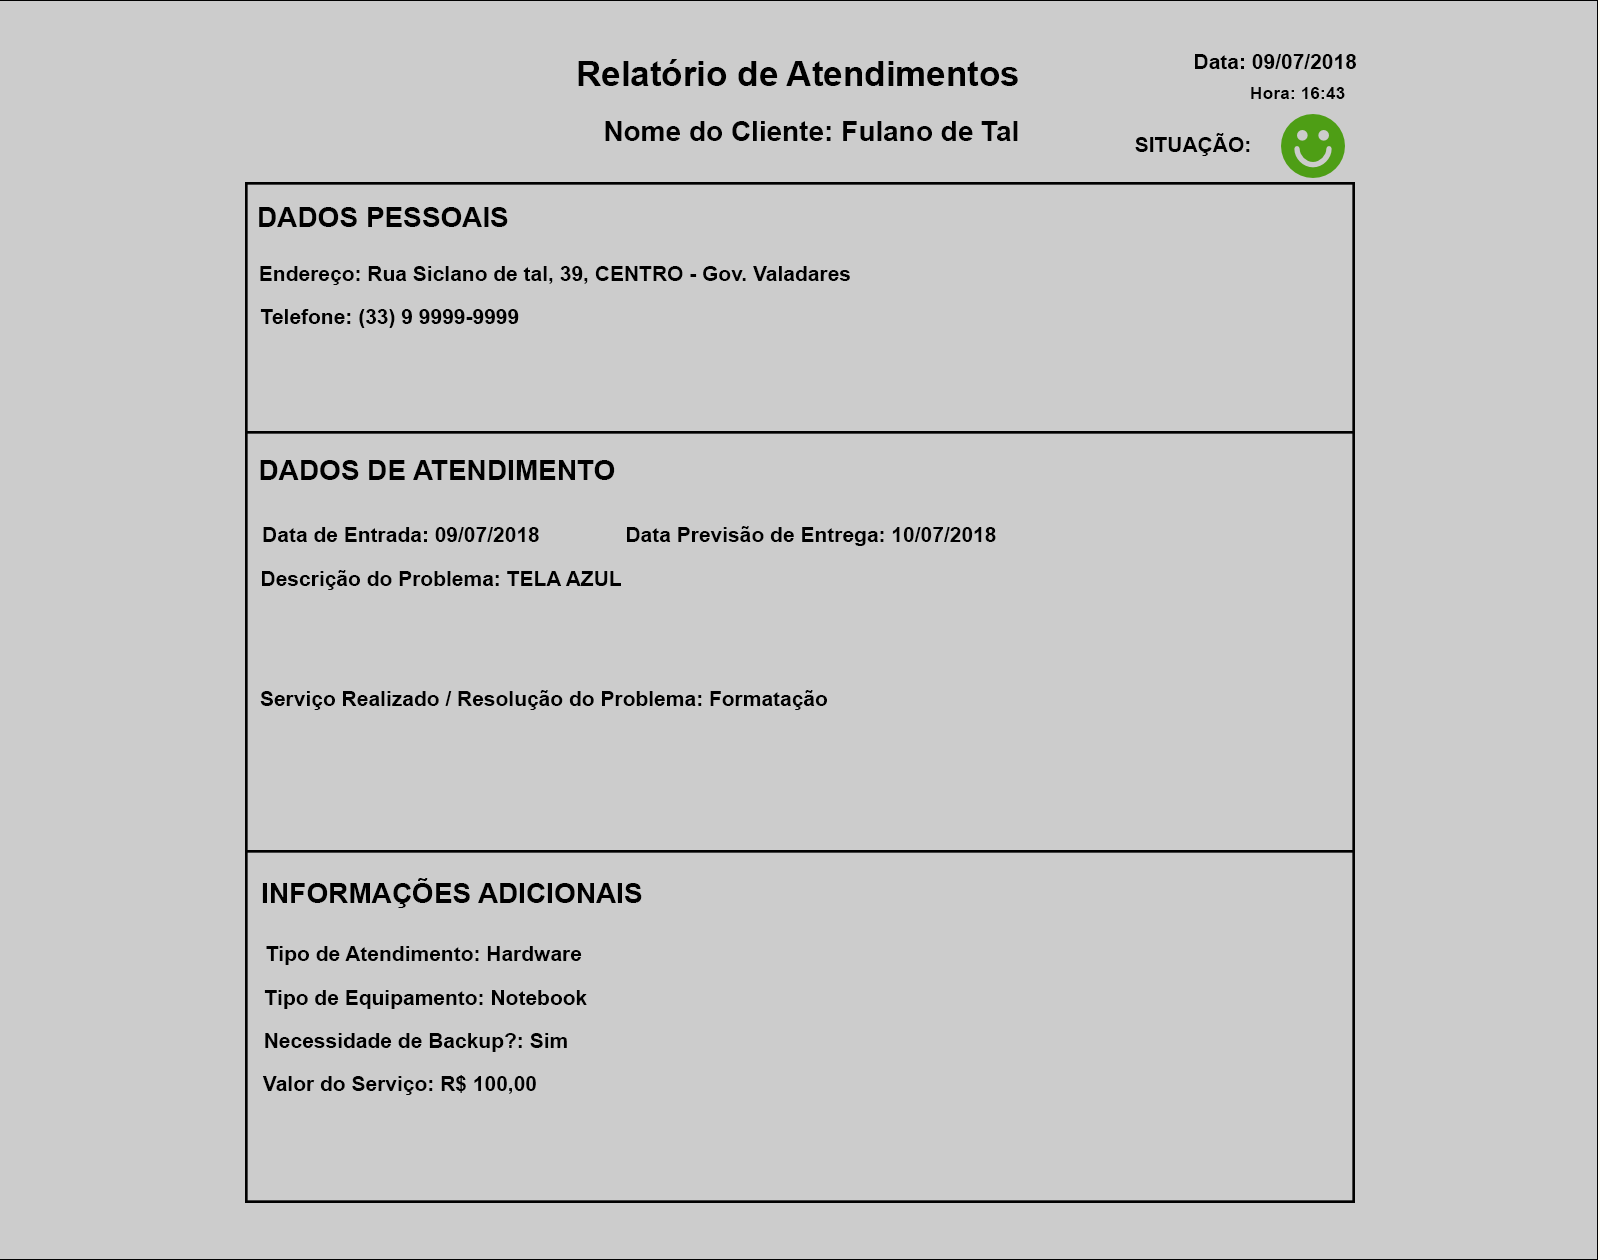 Relatório de Atendimentos
Data: 09/07/2018
Hora: 16:43
Nome do Cliente: Fulano de Tal
SITUAÇÃO:
DADOS PESSOAIS
Endereço: Rua Siclano de tal, 39, CENTRO - Gov. Valadares
Telefone: (33) 9 9999-9999
DADOS DE ATENDIMENTO
Data de Entrada: 09/07/2018 Data Previsão de Entrega: 10/07/2018
Descrição do Problema: TELA AZUL
Serviço Realizado / Resolução do Problema: Formatação
INFORMAÇÕES ADICIONAIS
Tipo de Atendimento: Hardware
Tipo de Equipamento: Notebook
Necessidade de Backup?: Sim
Valor do Serviço: R$ 100,00